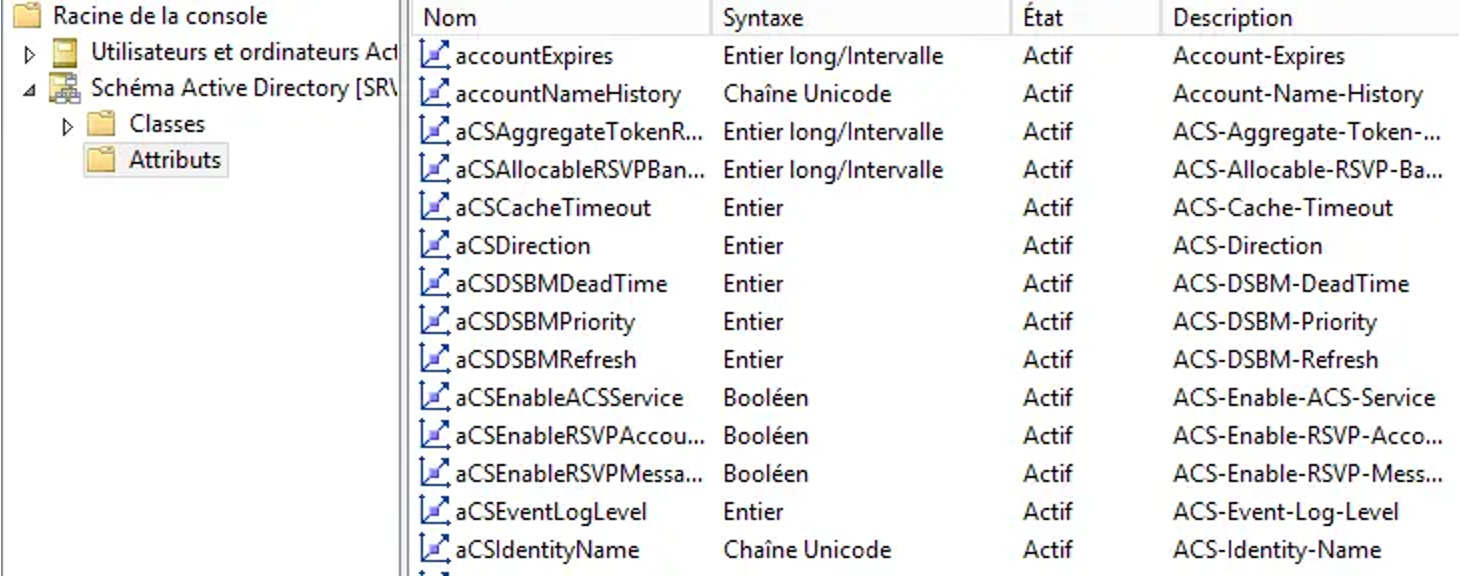 Racine de la console
Utilisateurs et ordinateurs Act
Schéma Active Directory [SRV
Classes
Attributs
Nom Syntaxe État Description
accountExpires Entier long/Intervalle Actif Account-Expires
accountNameHistory Chaîne Unicode Actif Account-Name-History
aCSAggregateTokenR... Entier long/Intervalle Actif ACS-Aggregate-Token-...
aCSAllocableRSVPBan... Entier long/Intervalle Actif ACS-Allocable-RSVP-Ba...
aCSCacheTimeout Entier Actif ACS-Cache-Timeout
aCSDirection Entier Actif ACS-Direction
aCSDSBMDeadTime Entier Actif ACS-DSBM-DeadTime
aCSDSBMPriority Entier Actif ACS-DSBM-Priority
aCSDSBMRefresh Entier Actif ACS-DSBM-Refresh
aCSEnableACSService Booléen Actif ACS-Enable-ACS-Service
aCSEnableRSVPAccou... Booléen Actif ACS-Enable-RSVP-Acco...
aCSEnableRSVPMessa... Booléen Actif ACS-Enable-RSVP-Mess...
aCSEventLogLevel Entier Actif ACS-Event-Log-Level
aCSIdentityName Chaîne Unicode Actif ACS-Identity-Name